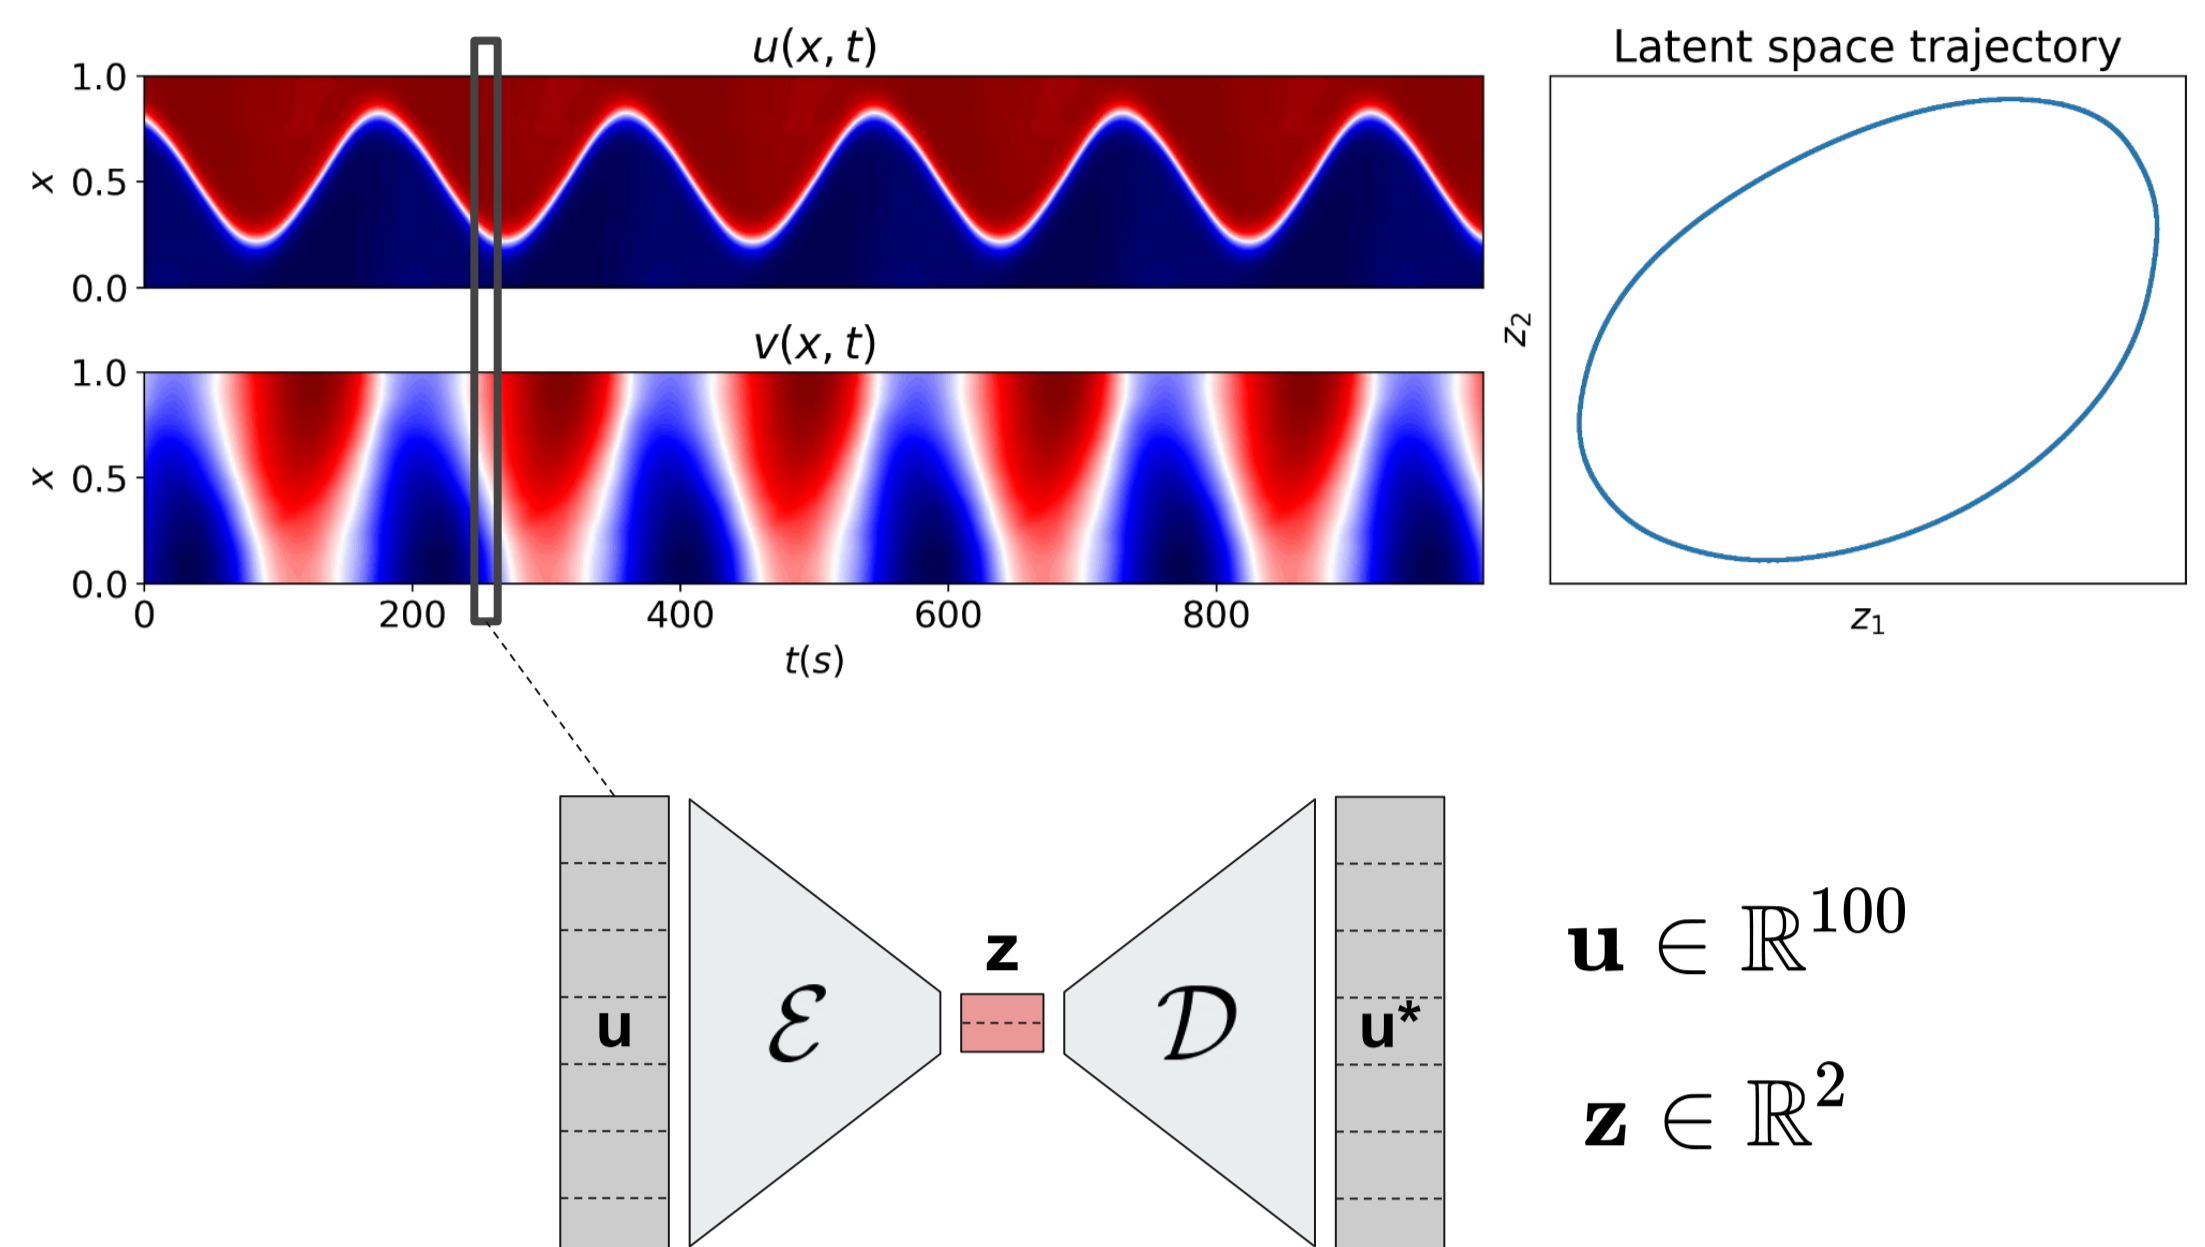 u(x, t)
1.0
x 0.5
0.0
v(x, t)
1.0
x 0.5
0.0
0 200 400 600 800
t(s)
Latent space trajectory
z₂
z₁
u
ℰ
z
𝒟
u*
u ∈ ℝ¹⁰⁰
z ∈ ℝ²